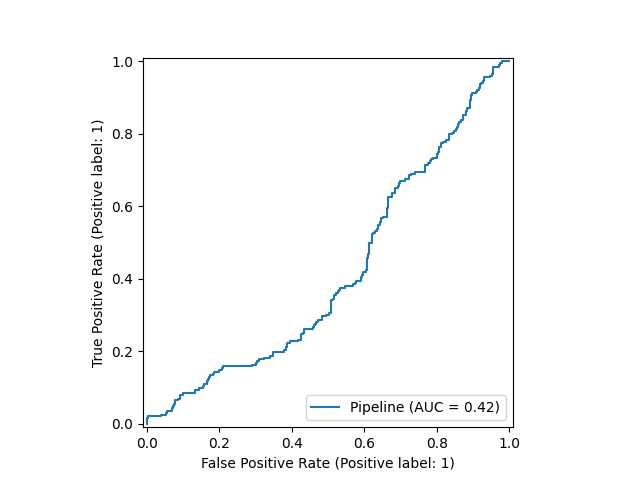 1.0
0.8
0.6
0.4
0.2
0.0
True Positive Rate (Positive label: 1)
Pipeline (AUC = 0.42)
0.0 0.2 0.4 0.6 0.8 1.0
False Positive Rate (Positive label: 1)